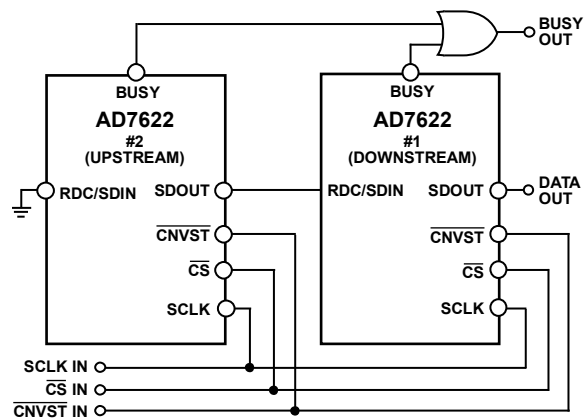 BUSY
OUT
BUSY
AD7622
#2
(UPSTREAM)
RDC/SDIN
SDOUT
CNVST
CS
SCLK
BUSY
AD7622
#1
(DOWNSTREAM)
RDC/SDIN
SDOUT
CNVST
CS
SCLK
DATA
OUT
SCLK IN
CS IN
CNVST IN